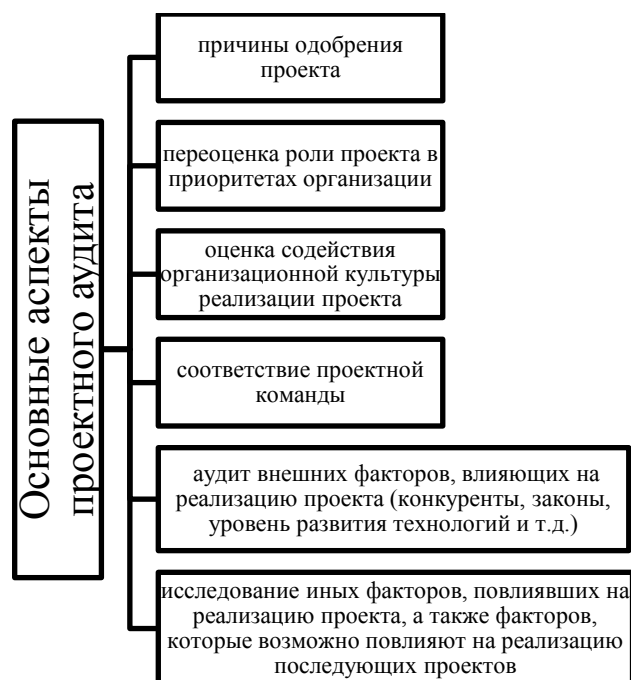 Основные аспекты
проектного аудита
причины одобрения
проекта
переоценка роли проекта в
приоритетах организации
оценка содействия
организационной культуры
реализации проекта
соответствие проектной
команды
аудит внешних факторов, влияющих на
реализацию проекта (конкуренты, законы,
уровень развития технологий и т.д.)
исследование иных факторов, повлиявших на
реализацию проекта, а также факторов,
которые возможно повлияют на реализацию
последующих проектов